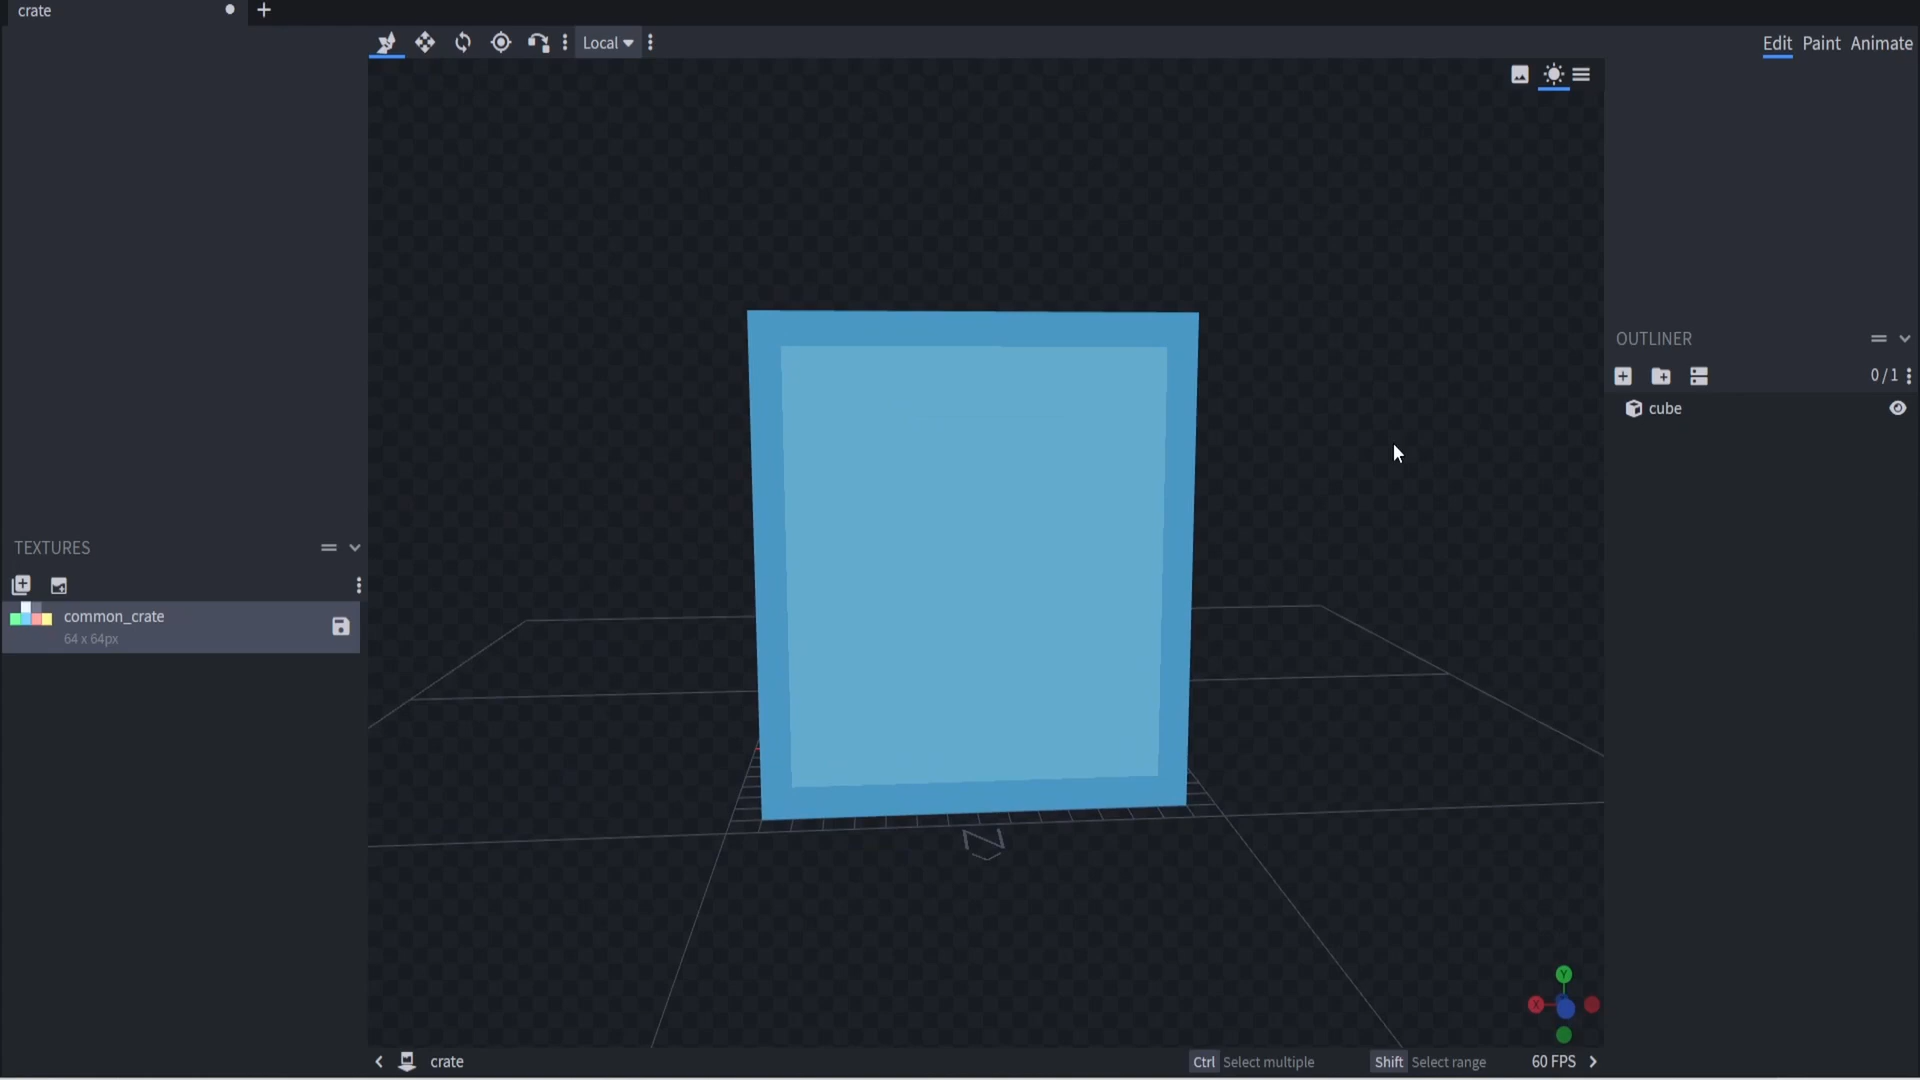 crate
Local
Edit Paint Animate
OUTLINER
0 / 1
cube
TEXTURES
common_crate
64 x 64px
N
Y
X
crate
Ctrl Select multiple
Shift Select range
60 FPS